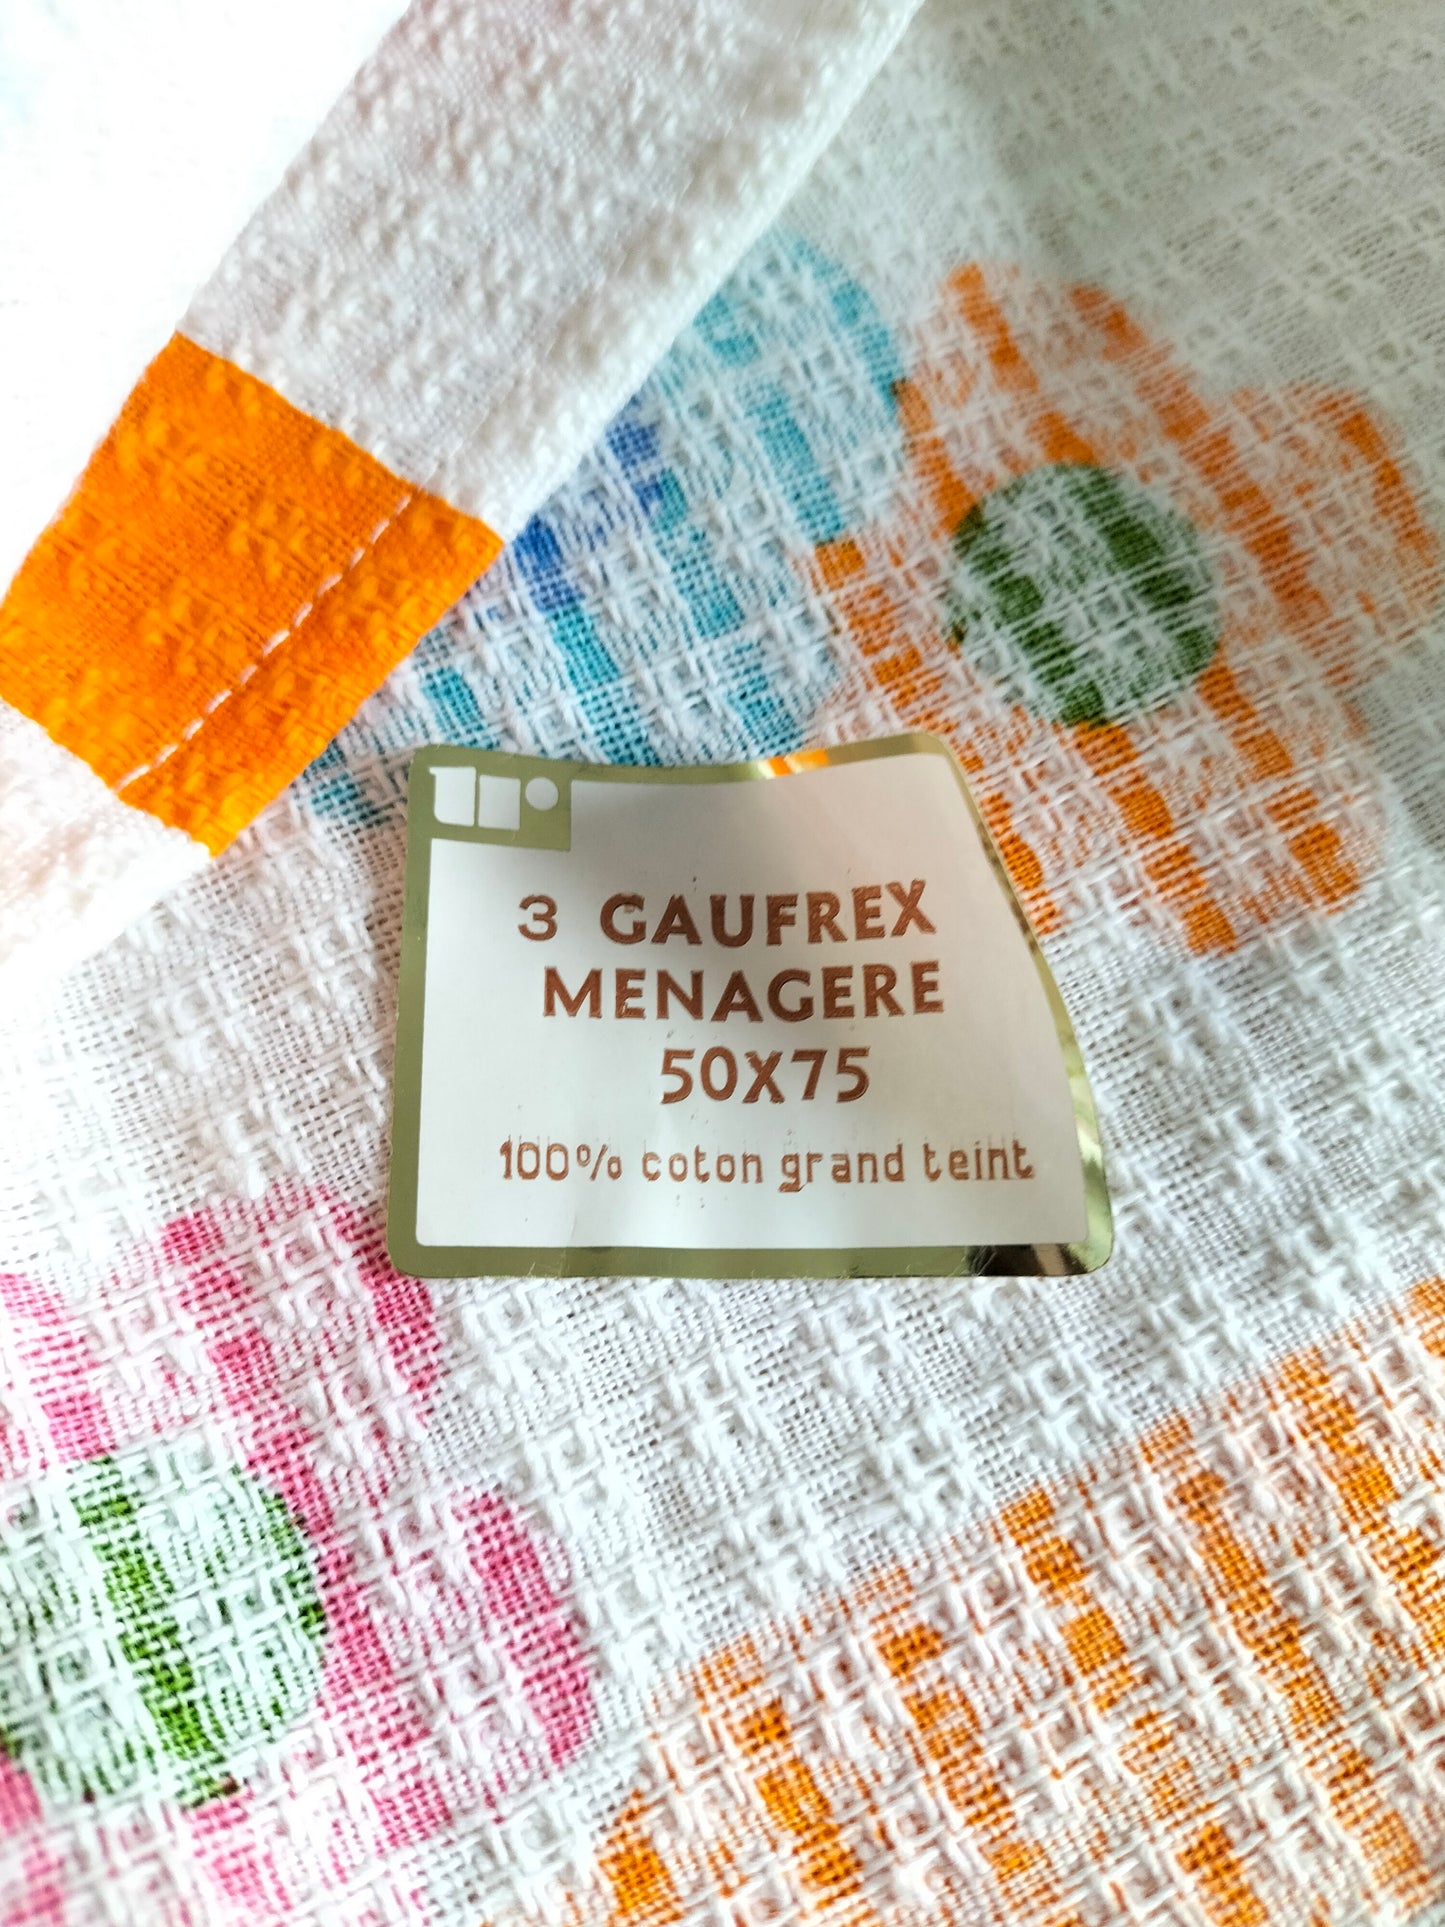 3 GAUFREX
MENAGERE
50X75
100% coton grand teint